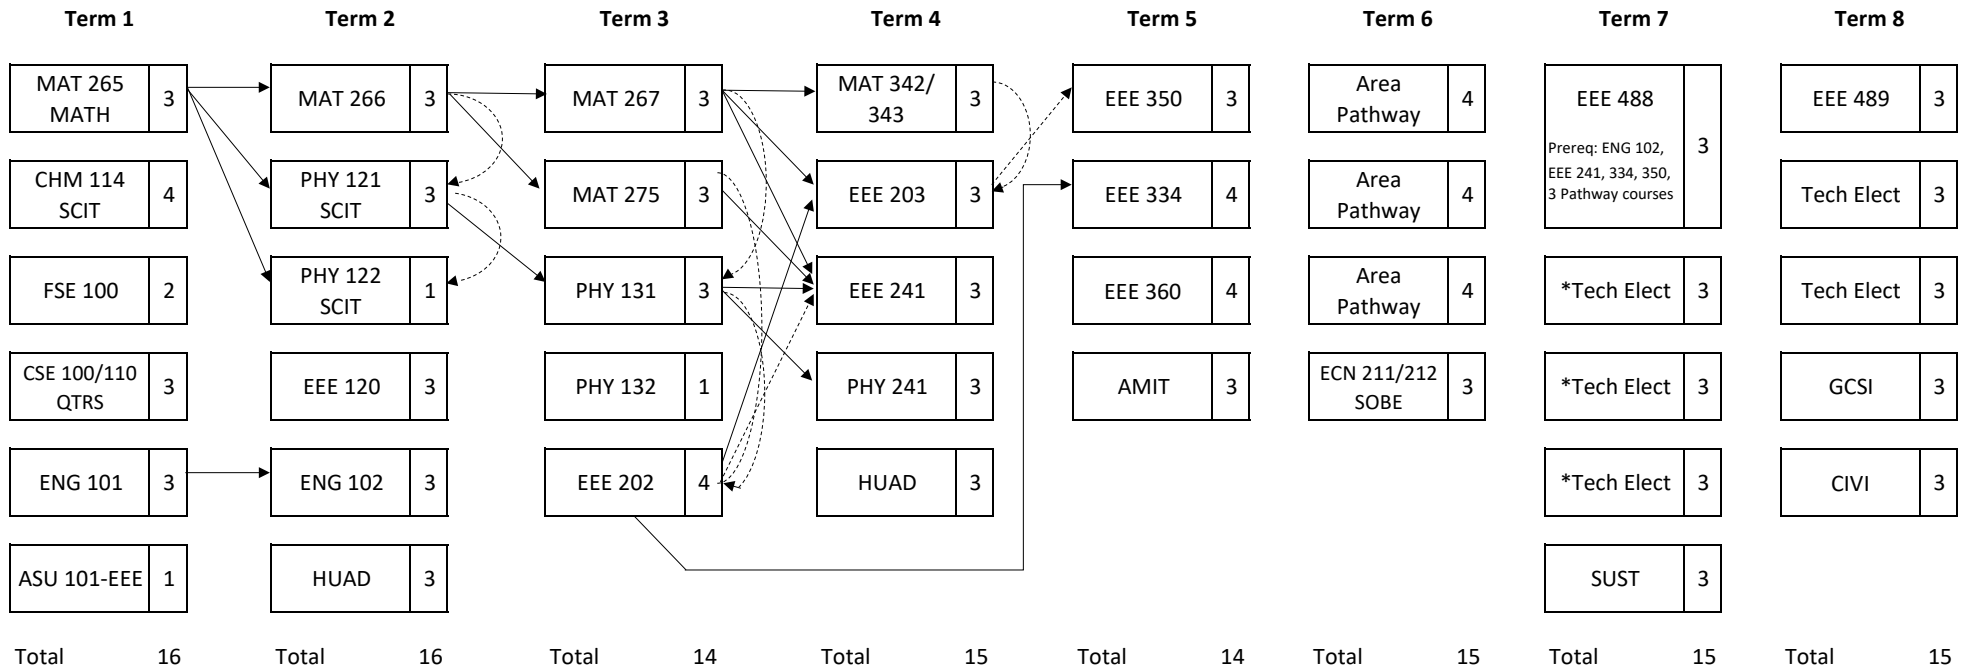 Term 1
MAT 265
MATH
3
CHM 114
SCIT
4
FSE 100
2
CSE 100/110
QTRS
3
ENG 101
3
ASU 101-EEE
1
Total 16
Term 2
MAT 266
3
PHY 121
SCIT
3
PHY 122
SCIT
1
EEE 120
3
ENG 102
3
HUAD
3
Total 16
Term 3
MAT 267
3
MAT 275
3
PHY 131
3
PHY 132
1
EEE 202
4
Total 14
Term 4
MAT 342/
343
3
EEE 203
3
EEE 241
3
PHY 241
3
HUAD
3
Total 15
Term 5
EEE 350
3
EEE 334
4
EEE 360
4
AMIT
3
Total 14
Term 6
Area
Pathway
4
Area
Pathway
4
Area
Pathway
4
ECN 211/212
SOBE
3
Total 15
Term 7
EEE 488
Prereq: ENG 102,
EEE 241, 334, 350,
3 Pathway courses
3
*Tech Elect
3
*Tech Elect
3
*Tech Elect
3
SUST
3
Total 15
Term 8
EEE 489
3
Tech Elect
3
Tech Elect
3
GCSI
3
CIVI
3
Total 15